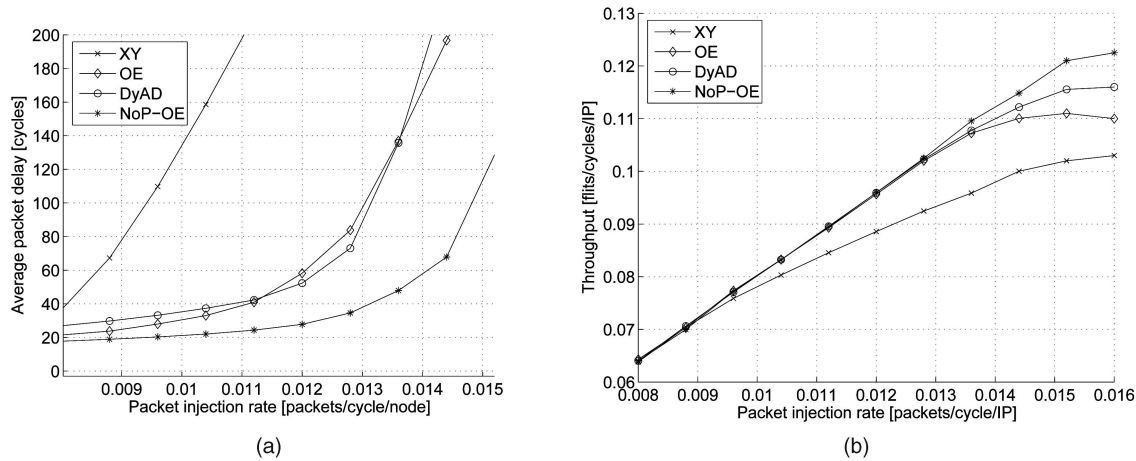 200
180
160
140
120
100
80
60
40
20
0
Average packet delay [cycles]
XY
OE
DyAD
NoP−OE
0.009 0.01 0.011 0.012 0.013 0.014 0.015
Packet injection rate [packets/cycle/node]
(a)
0.13
0.12
0.11
0.1
0.09
0.08
0.07
0.06
Throughput [flits/cycles/IP]
XY
OE
DyAD
NoP−OE
0.008 0.009 0.01 0.011 0.012 0.013 0.014 0.015 0.016
Packet injection rate [packets/cycle/IP]
(b)